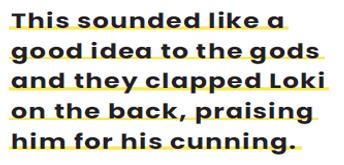 This sounded like a
good idea to the gods
and they clapped Loki
on the back, praising
him for his cunning.